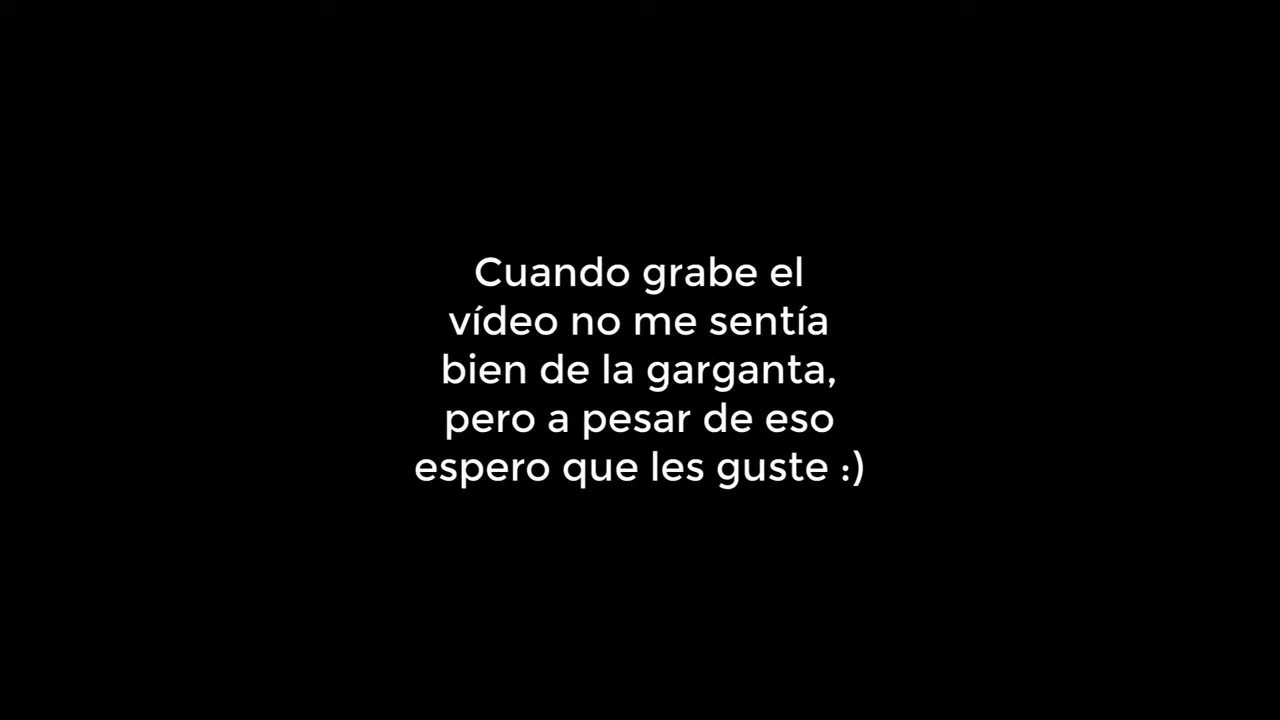 Cuando grabe el
vídeo no me sentía
bien de la garganta,
pero a pesar de eso
espero que les guste :)